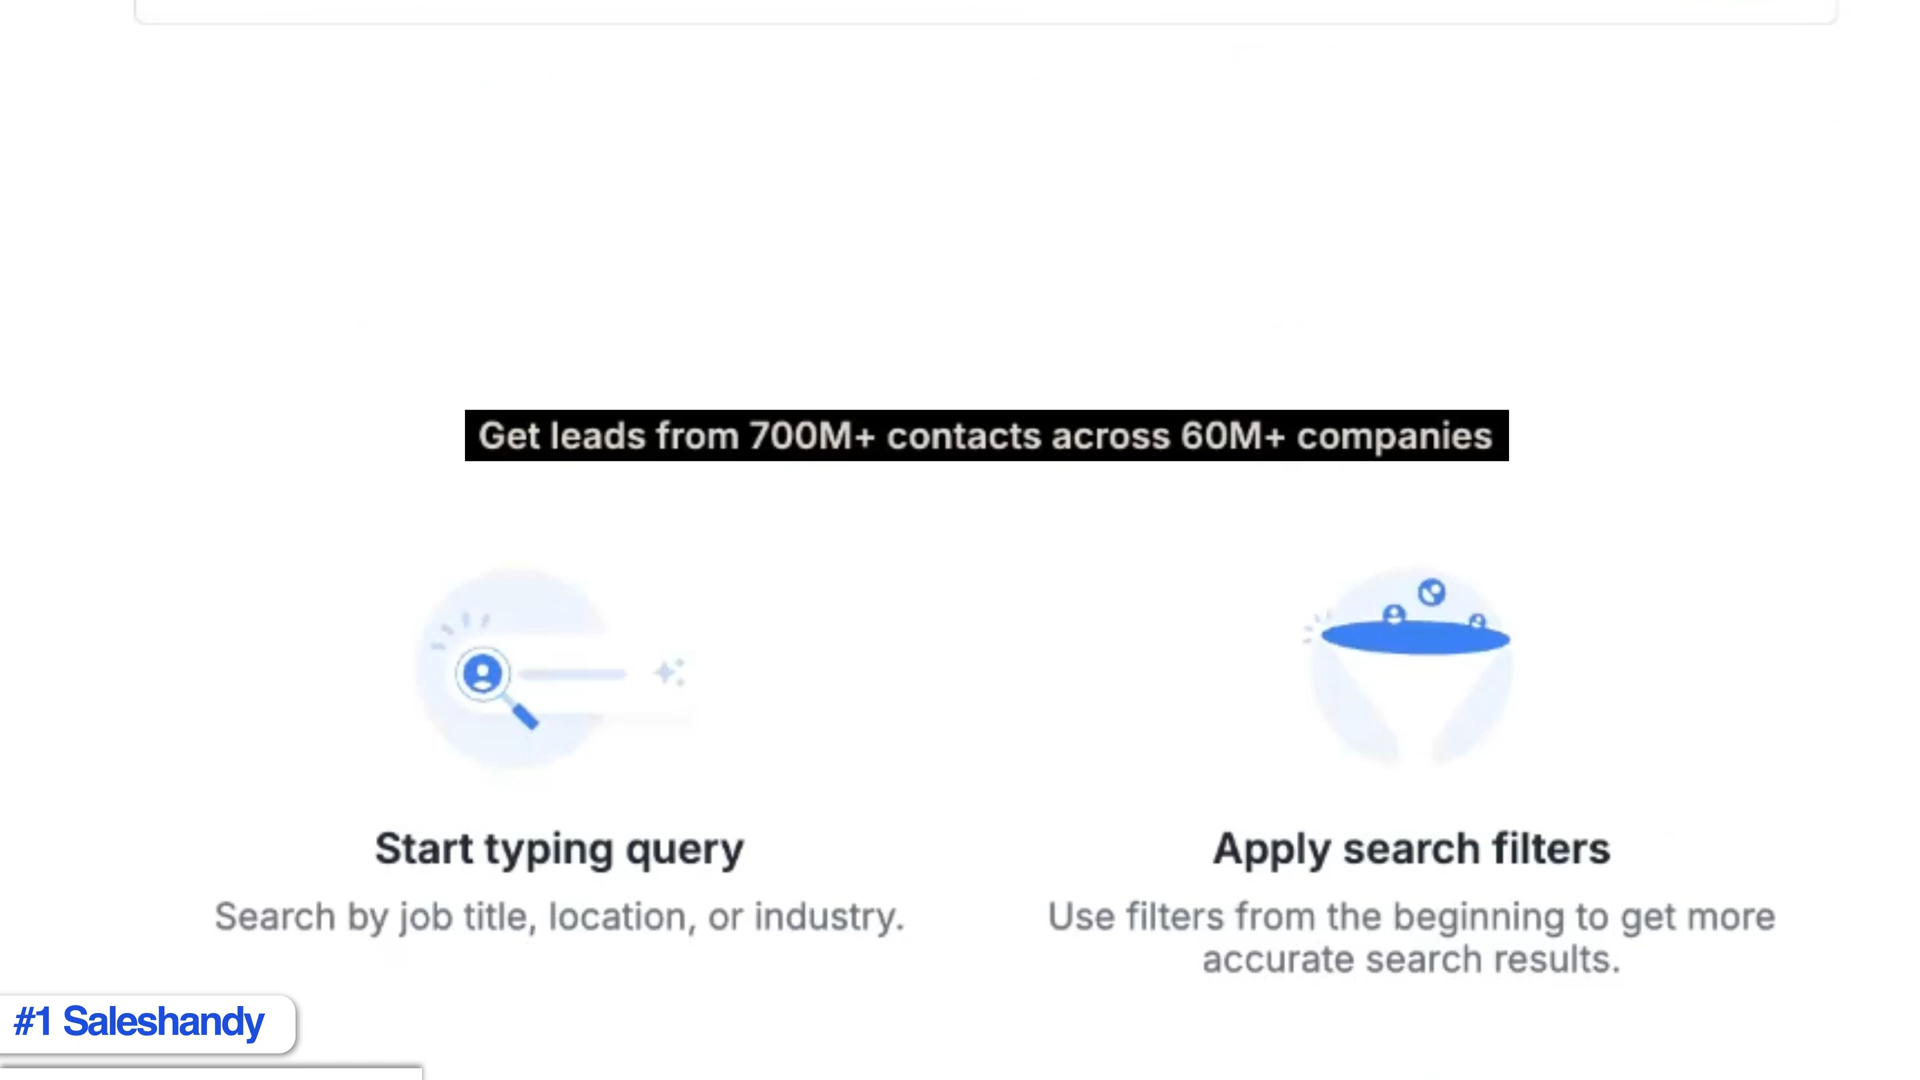 Get leads from 700M+ contacts across 60M+ companies
Start typing query
Search by job title, location, or industry.
Apply search filters
Use filters from the beginning to get more
accurate search results.
#1 Saleshandy